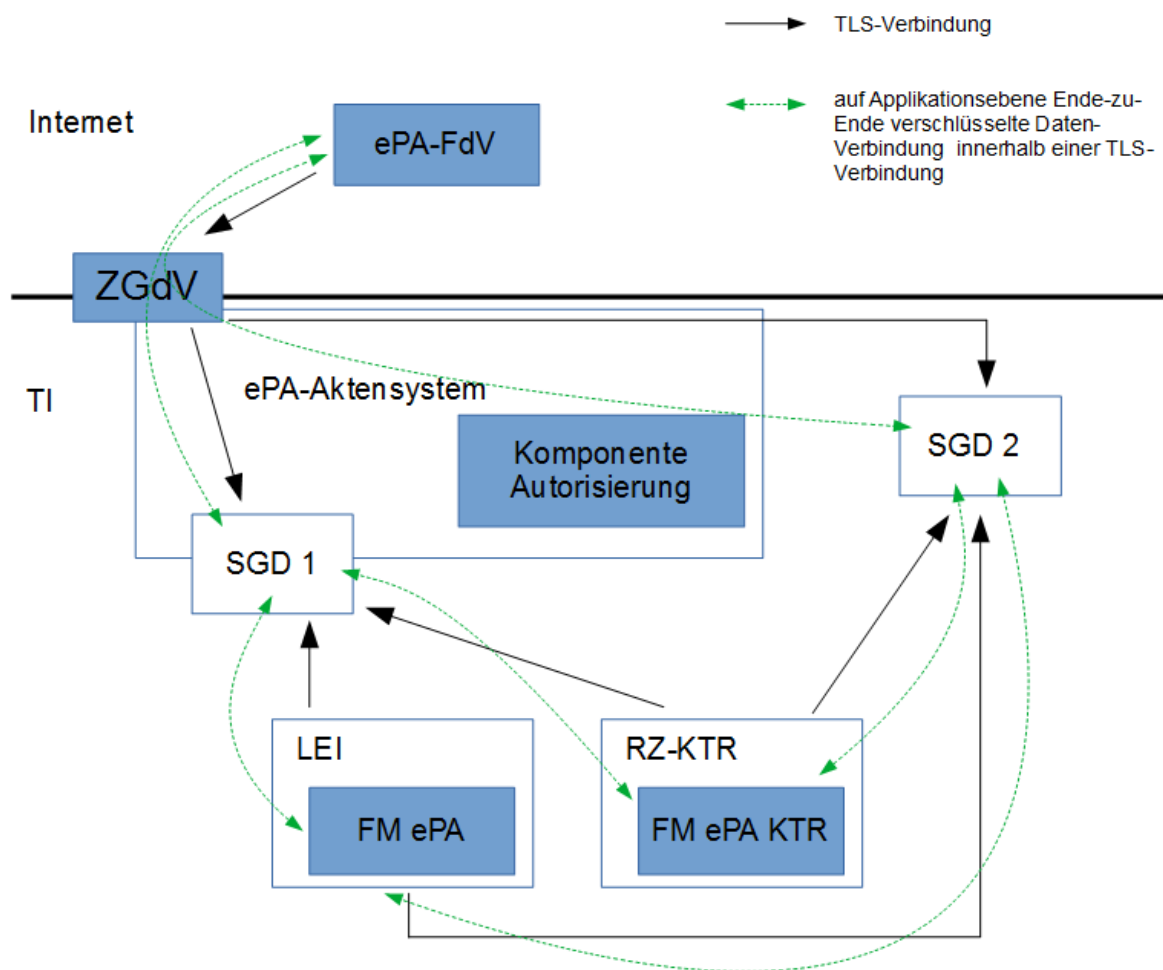 TLS-Verbindung
auf Applikationsebene Ende-zu-
Ende verschlüsselte Daten-
Verbindung innerhalb einer TLS-
Verbindung
Internet
ePA-FdV
ZGdV
TI
ePA-Aktensystem
Komponente
Autorisierung
SGD 2
SGD 1
LEI
FM ePA
RZ-KTR
FM ePA KTR